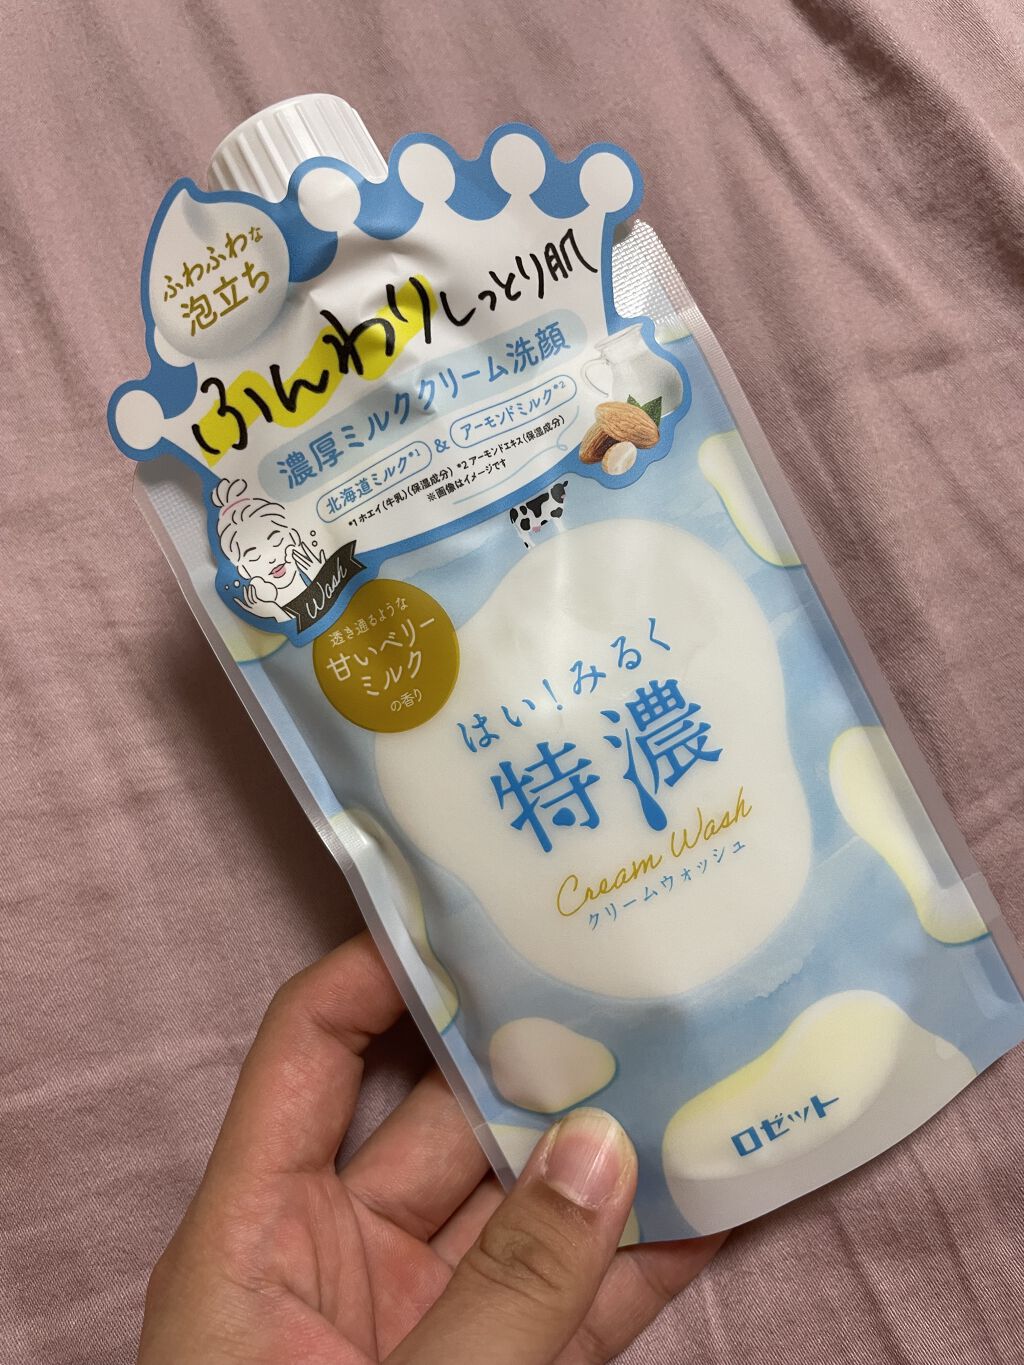 ふわふわな
泡立ち
ふんわりしっとり肌
濃厚ミルククリーム洗顔
北海道ミルク*1 & アーモンドミルク*2
*1 ホエイ(牛乳)(保湿成分) *2 アーモンドエキス(保湿成分)
※画像はイメージです
Wash
透き通るような
甘いベリー
ミルク
の香り
はい!みるく
特濃
Cream Wash
クリームウォッシュ
ロゼット